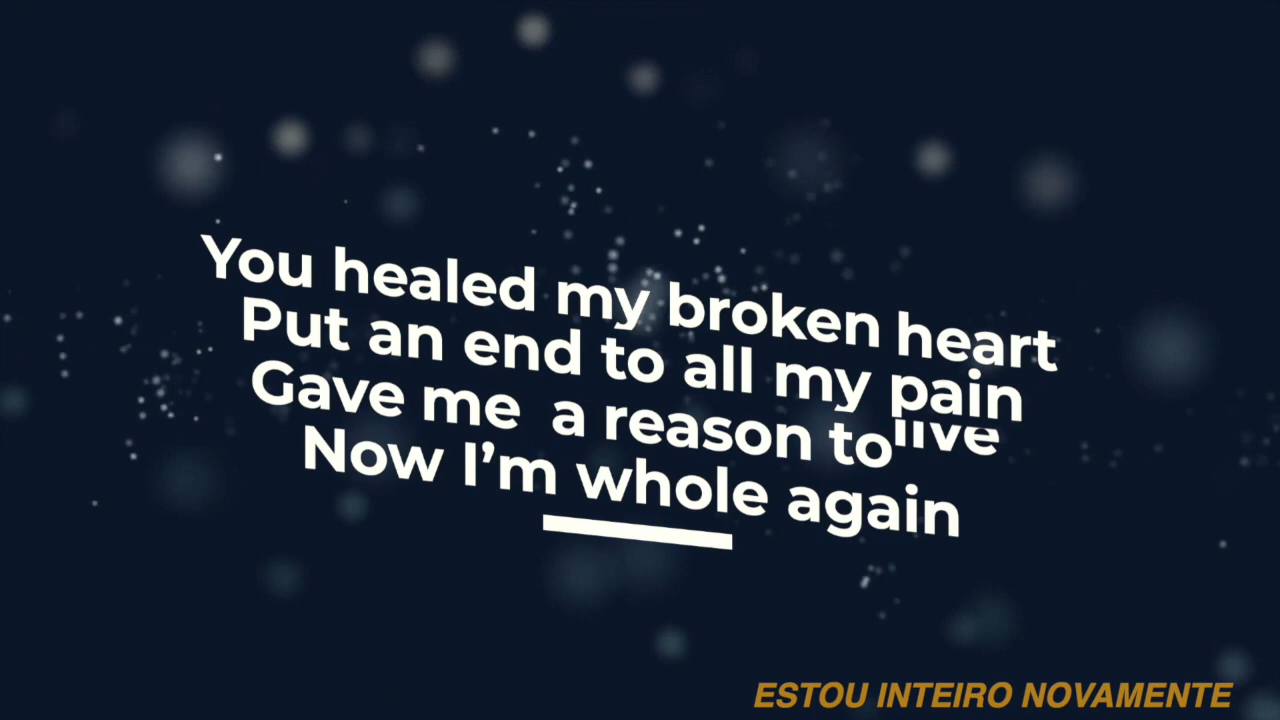 You healed my broken heart
Put an end to all my pain
Gave me a reason to live
Now I’m whole again
ESTOU INTEIRO NOVAMENTE